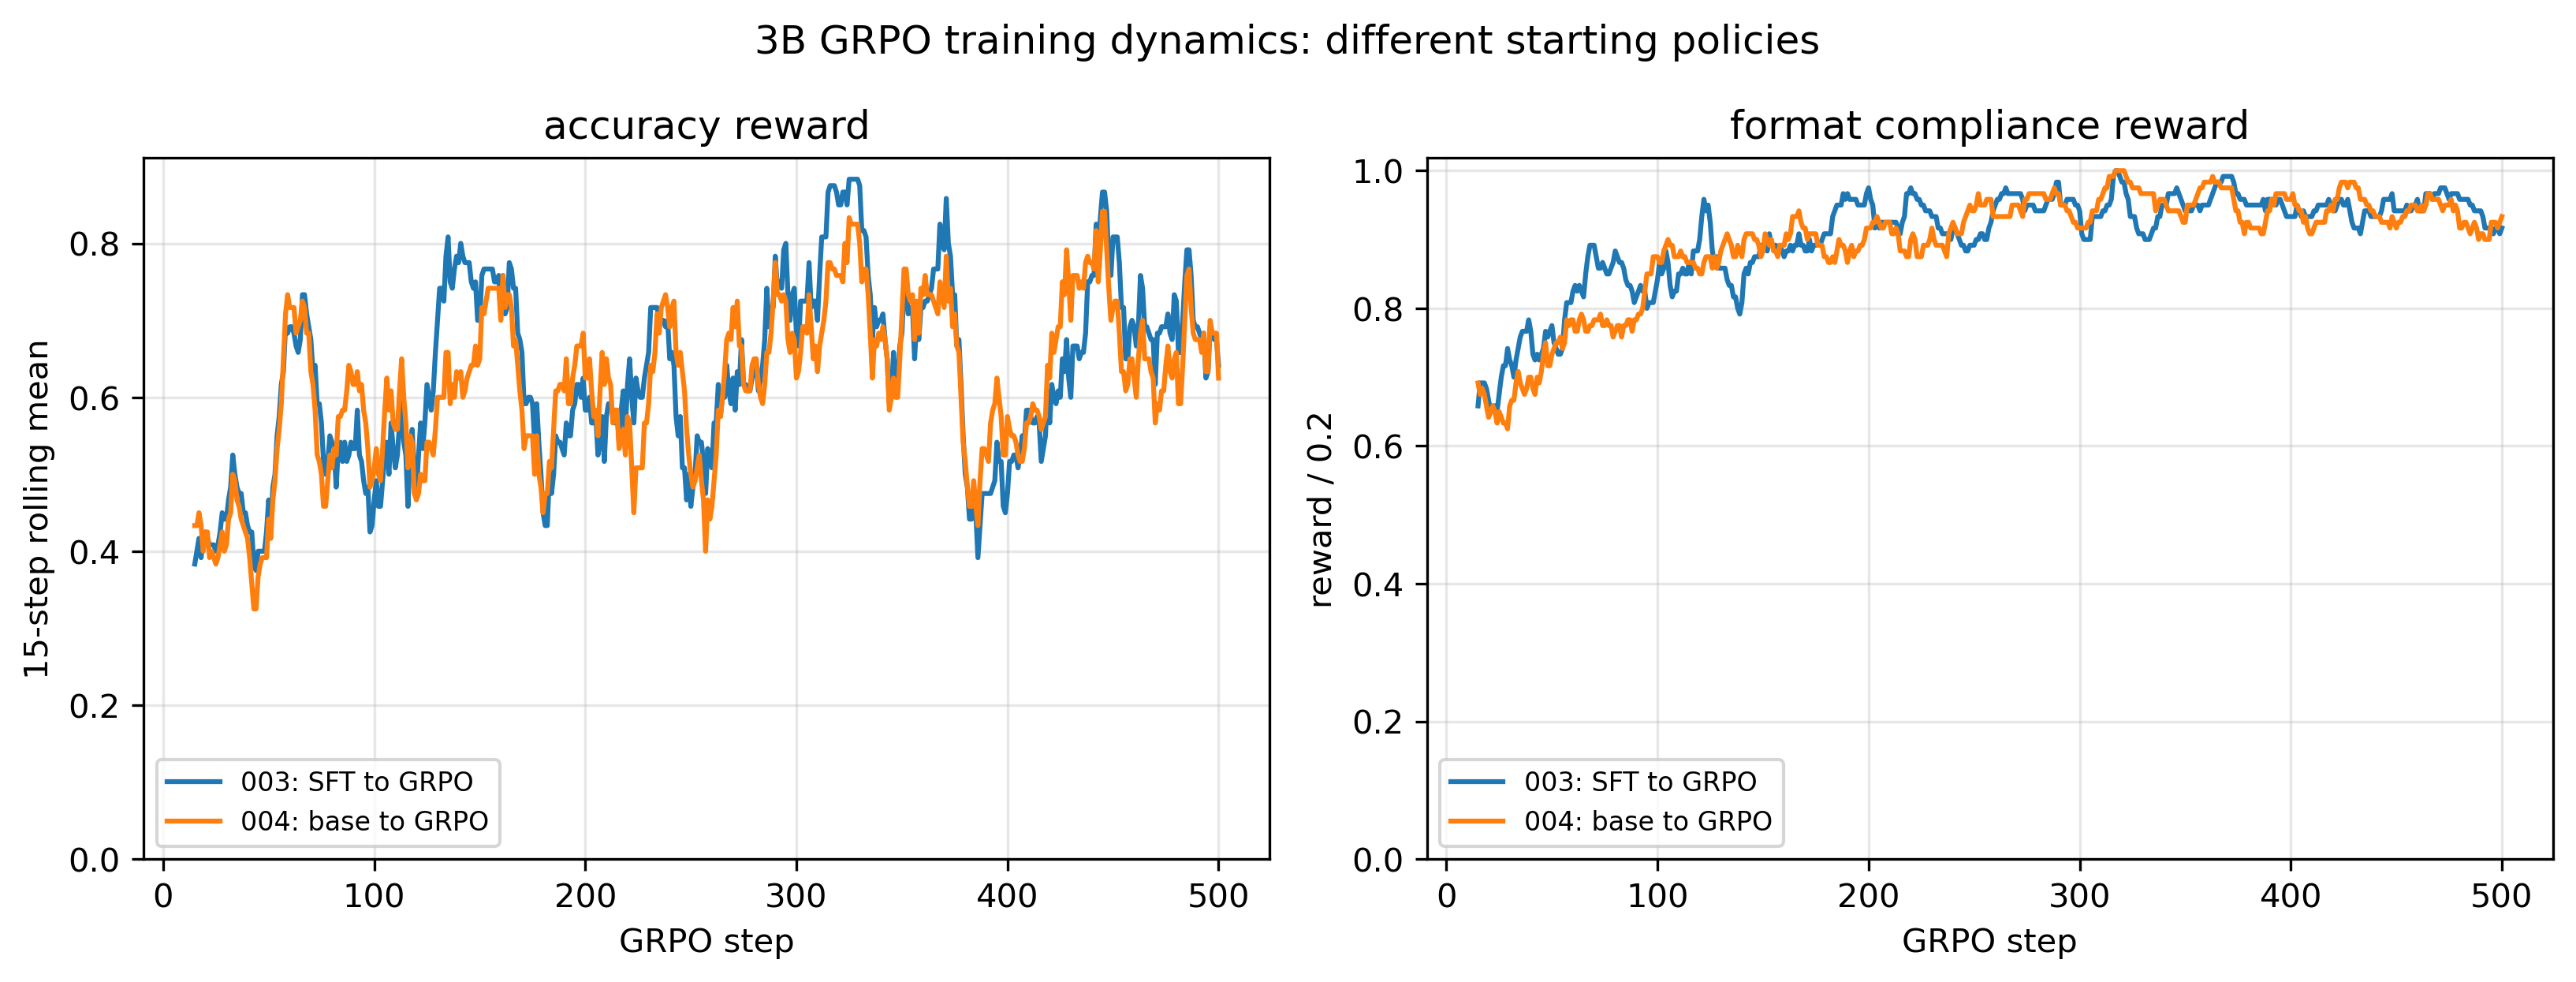 3B GRPO training dynamics: different starting policies
accuracy reward
15-step rolling mean
0.8
0.6
0.4
0.2
0.0
003: SFT to GRPO
004: base to GRPO
0 100 200 300 400 500
GRPO step
format compliance reward
reward / 0.2
1.0
0.8
0.6
0.4
0.2
0.0
003: SFT to GRPO
004: base to GRPO
0 100 200 300 400 500
GRPO step